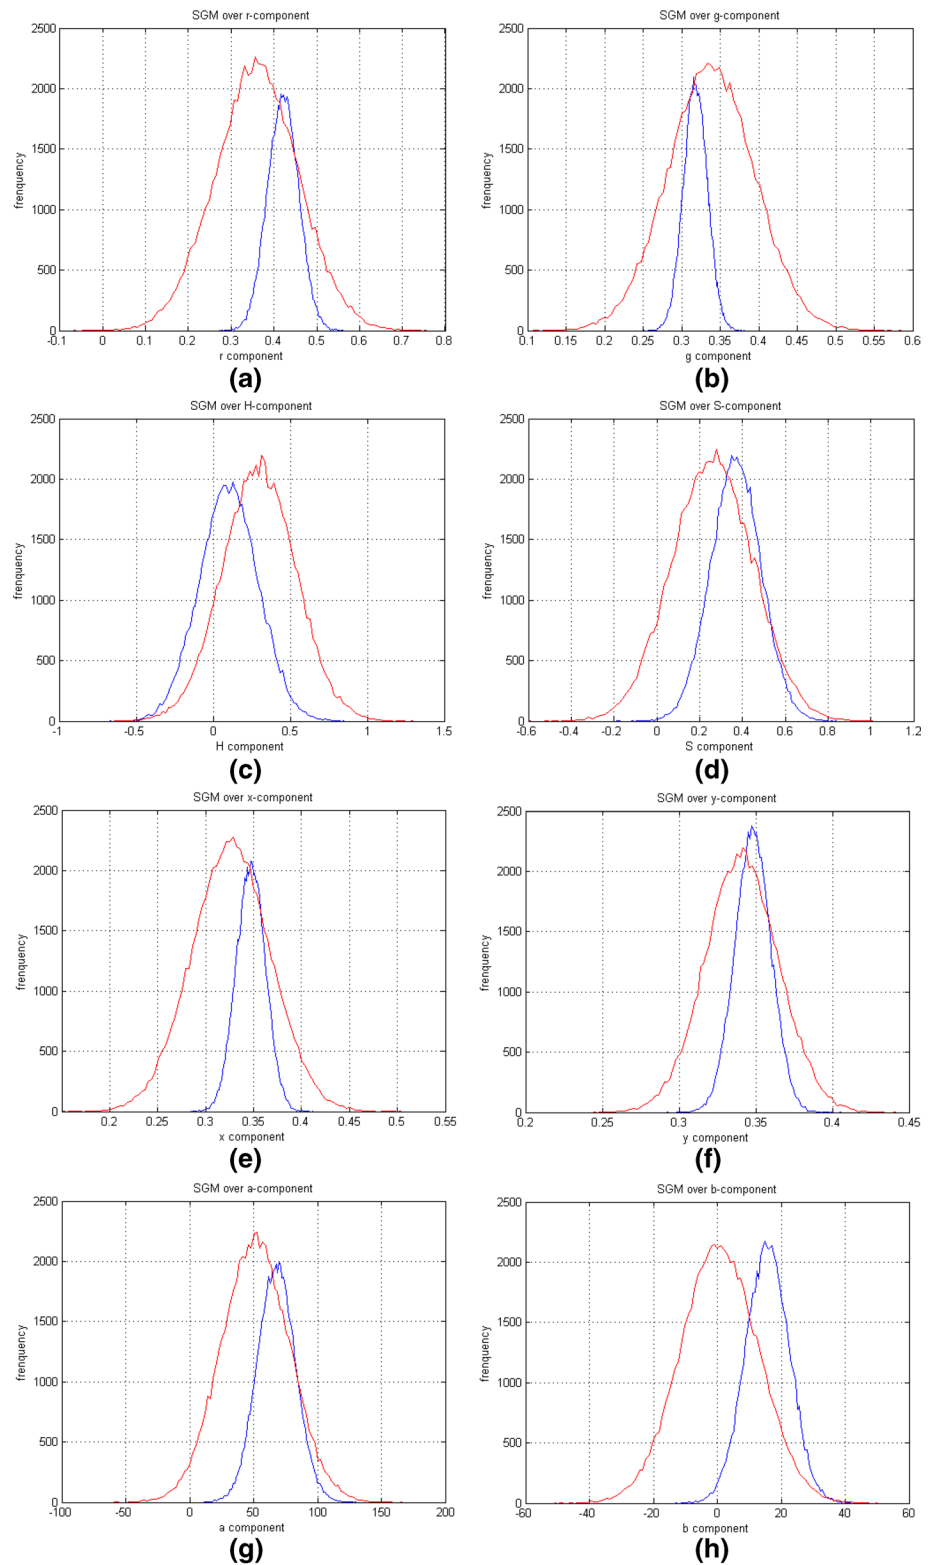 SGM over r-component
2500
2000
1500
1000
500
0
frenquency
-0.1 0 0.1 0.2 0.3 0.4 0.5 0.6 0.7 0.8
r component
(a)
SGM over g-component
2500
2000
1500
1000
500
0
frenquency
0.1 0.15 0.2 0.25 0.3 0.35 0.4 0.45 0.5 0.55 0.6
g component
(b)
SGM over H-component
2500
2000
1500
1000
500
0
frenquency
-1 -0.5 0 0.5 1 1.5
H component
(c)
SGM over S-component
2500
2000
1500
1000
500
0
frenquency
-0.6 -0.4 -0.2 0 0.2 0.4 0.6 0.8 1 1.2
S component
(d)
SGM over x-component
2500
2000
1500
1000
500
0
frenquency
0.2 0.25 0.3 0.35 0.4 0.45 0.5 0.55
x component
(e)
SGM over y-component
2500
2000
1500
1000
500
0
frenquency
0.2 0.25 0.3 0.35 0.4 0.45
y component
(f)
SGM over a-component
2500
2000
1500
1000
500
0
frenquency
-100 -50 0 50 100 150 200
a component
(g)
SGM over b-component
2500
2000
1500
1000
500
0
frenquency
-60 -40 -20 0 20 40 60
b component
(h)